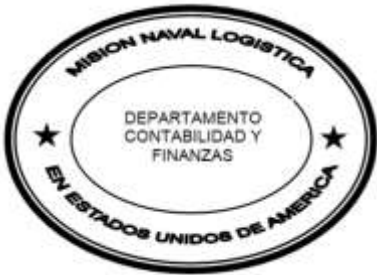 MISION NAVAL LOGISTICA
DEPARTAMENTO
CONTABILIDAD Y
FINANZAS
EN ESTADOS UNIDOS DE AMERICA